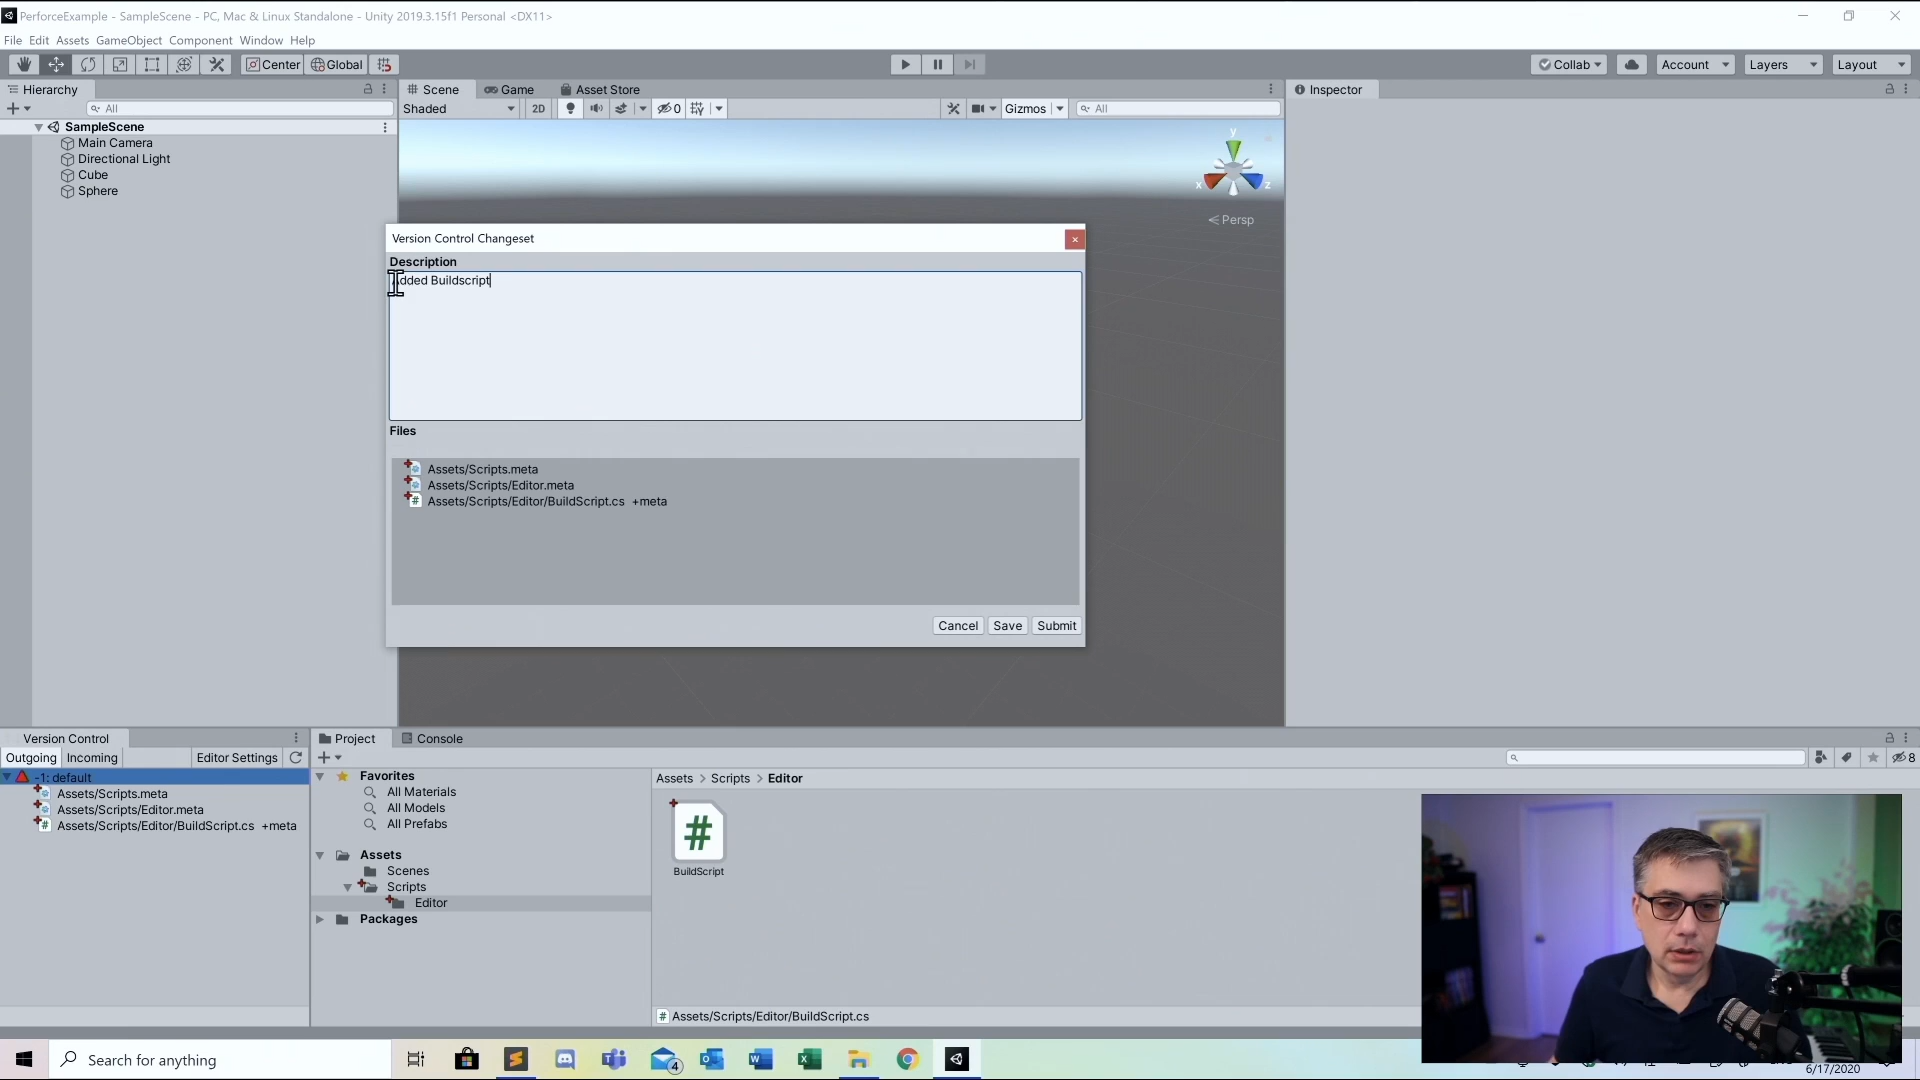 PerforceExample - SampleScene - PC, Mac & Linux Standalone - Unity 2019.3.15f1 Personal <DX11>
File Edit Assets GameObject Component Window Help
Center Global Collab Account Layers Layout
Hierarchy Scene Game Asset Store Inspector
All Shaded 2D 0 Gizmos All
SampleScene
Main Camera
Directional Light
Cube
Sphere
y
x z
Persp
Version Control Changeset
Description
Added Buildscript
Files
Assets/Scripts.meta
Assets/Scripts/Editor.meta
Assets/Scripts/Editor/BuildScript.cs +meta
Cancel Save Submit
Version Control
Outgoing Incoming Editor Settings
-1: default
Assets/Scripts.meta
Assets/Scripts/Editor.meta
Assets/Scripts/Editor/BuildScript.cs +meta
Project Console
8
Favorites
All Materials
All Models
All Prefabs
Assets
Scenes
Scripts
Editor
Packages
Assets > Scripts > Editor
#
BuildScript
Assets/Scripts/Editor/BuildScript.cs
Search for anything
4
6/17/2020